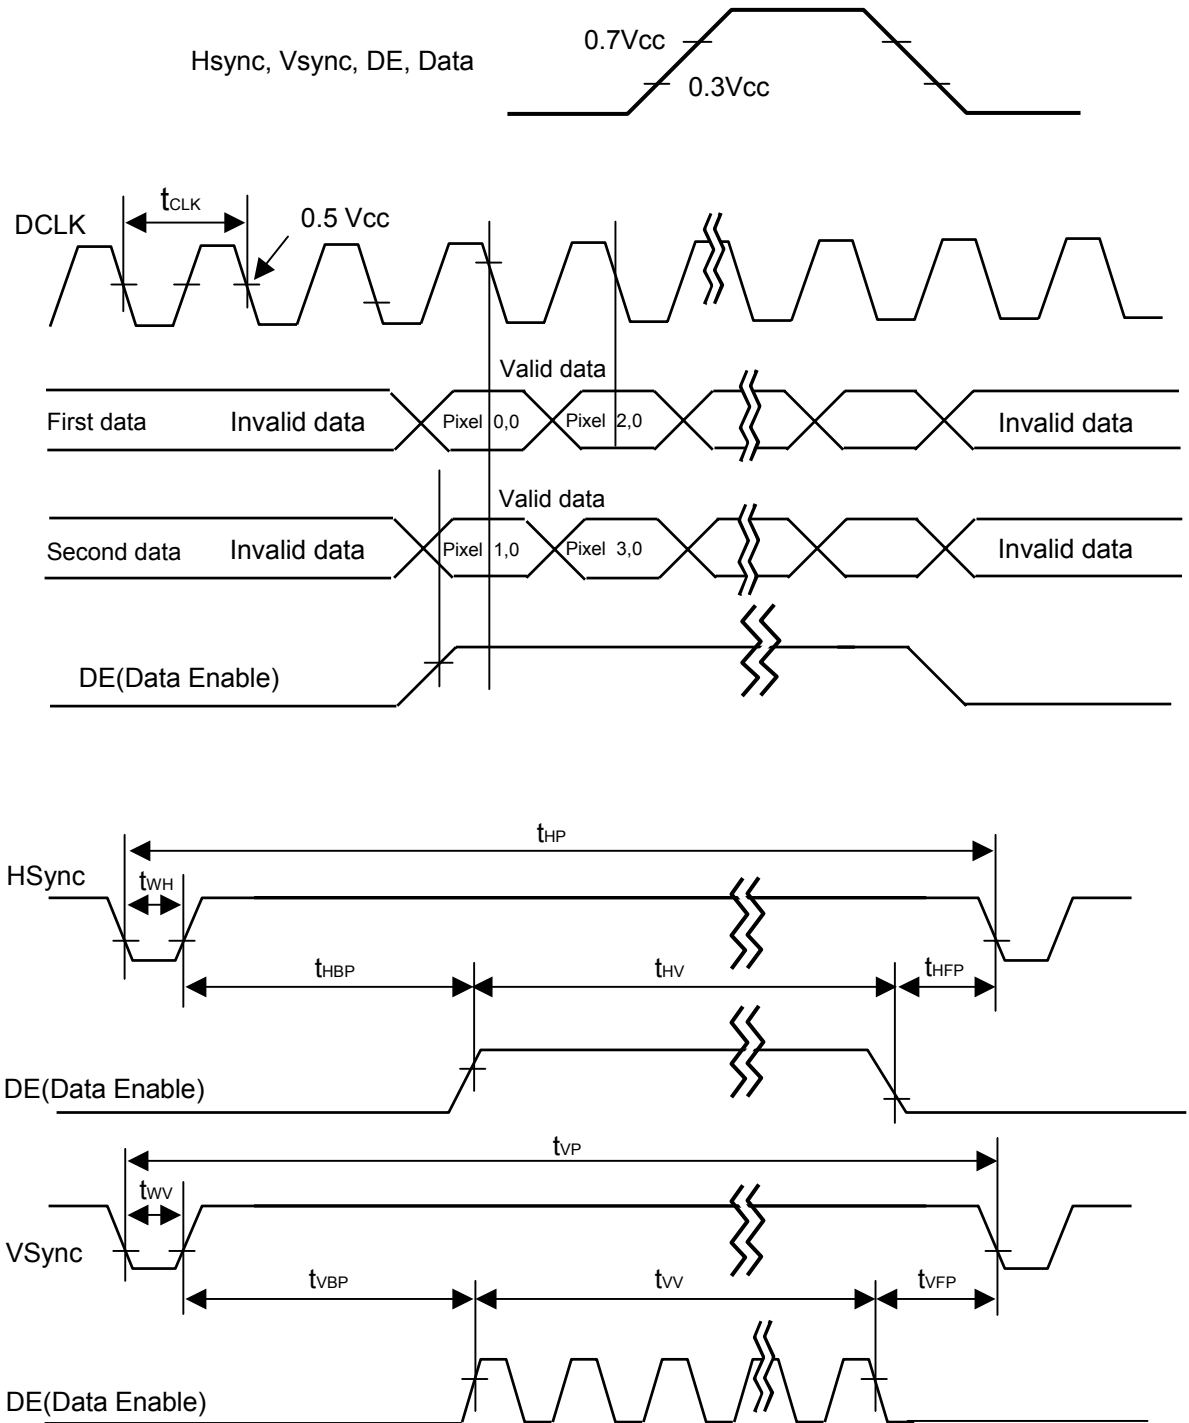 0.7Vcc
Hsync, Vsync, DE, Data
0.3Vcc
tCLK
DCLK
0.5 Vcc
Valid data
First data Invalid data Pixel 0,0 Pixel 2,0 Invalid data
Valid data
Second data Invalid data Pixel 1,0 Pixel 3,0 Invalid data
DE(Data Enable)
tHP
HSync
tWH
tHBP tHV tHFP
DE(Data Enable)
tVP
tWV
VSync
tVBP tVV tVFP
DE(Data Enable)